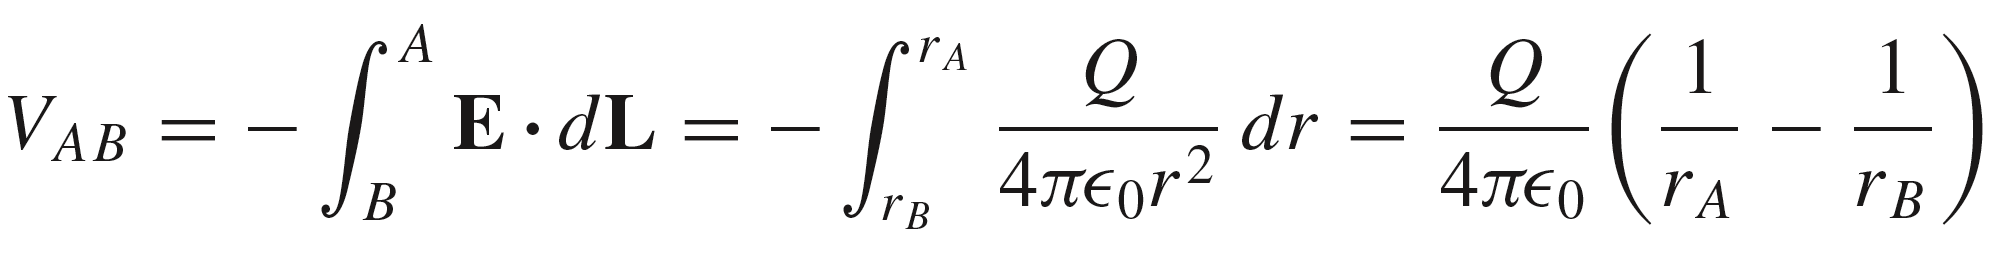 $V_{AB} = -\int_{B}^{A} \mathbf{E} \cdot d\mathbf{L} = -\int_{r_B}^{r_A} \frac{Q}{4\pi\epsilon_0 r^2} \, dr = \frac{Q}{4\pi\epsilon_0} \left( \frac{1}{r_A} - \frac{1}{r_B} \right)$